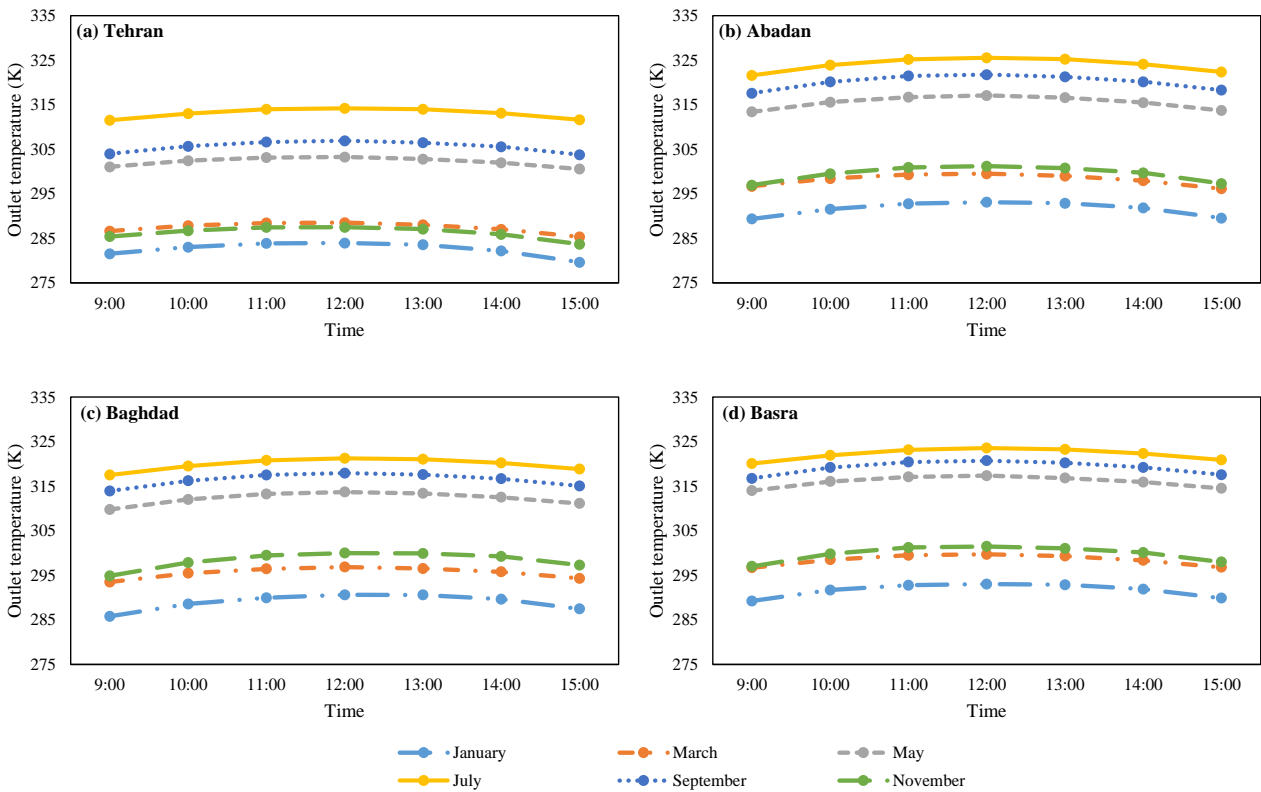 (a) Tehran
Outlet temperature (K)
335
325
315
305
295
285
275
9:00 10:00 11:00 12:00 13:00 14:00 15:00
Time
(b) Abadan
Outlet temperature (K)
335
325
315
305
295
285
275
9:00 10:00 11:00 12:00 13:00 14:00 15:00
Time
(c) Baghdad
Outlet temperature (K)
335
325
315
305
295
285
275
9:00 10:00 11:00 12:00 13:00 14:00 15:00
Time
(d) Basra
Outlet temperature (K)
335
325
315
305
295
285
275
9:00 10:00 11:00 12:00 13:00 14:00 15:00
Time
January March May
July September November